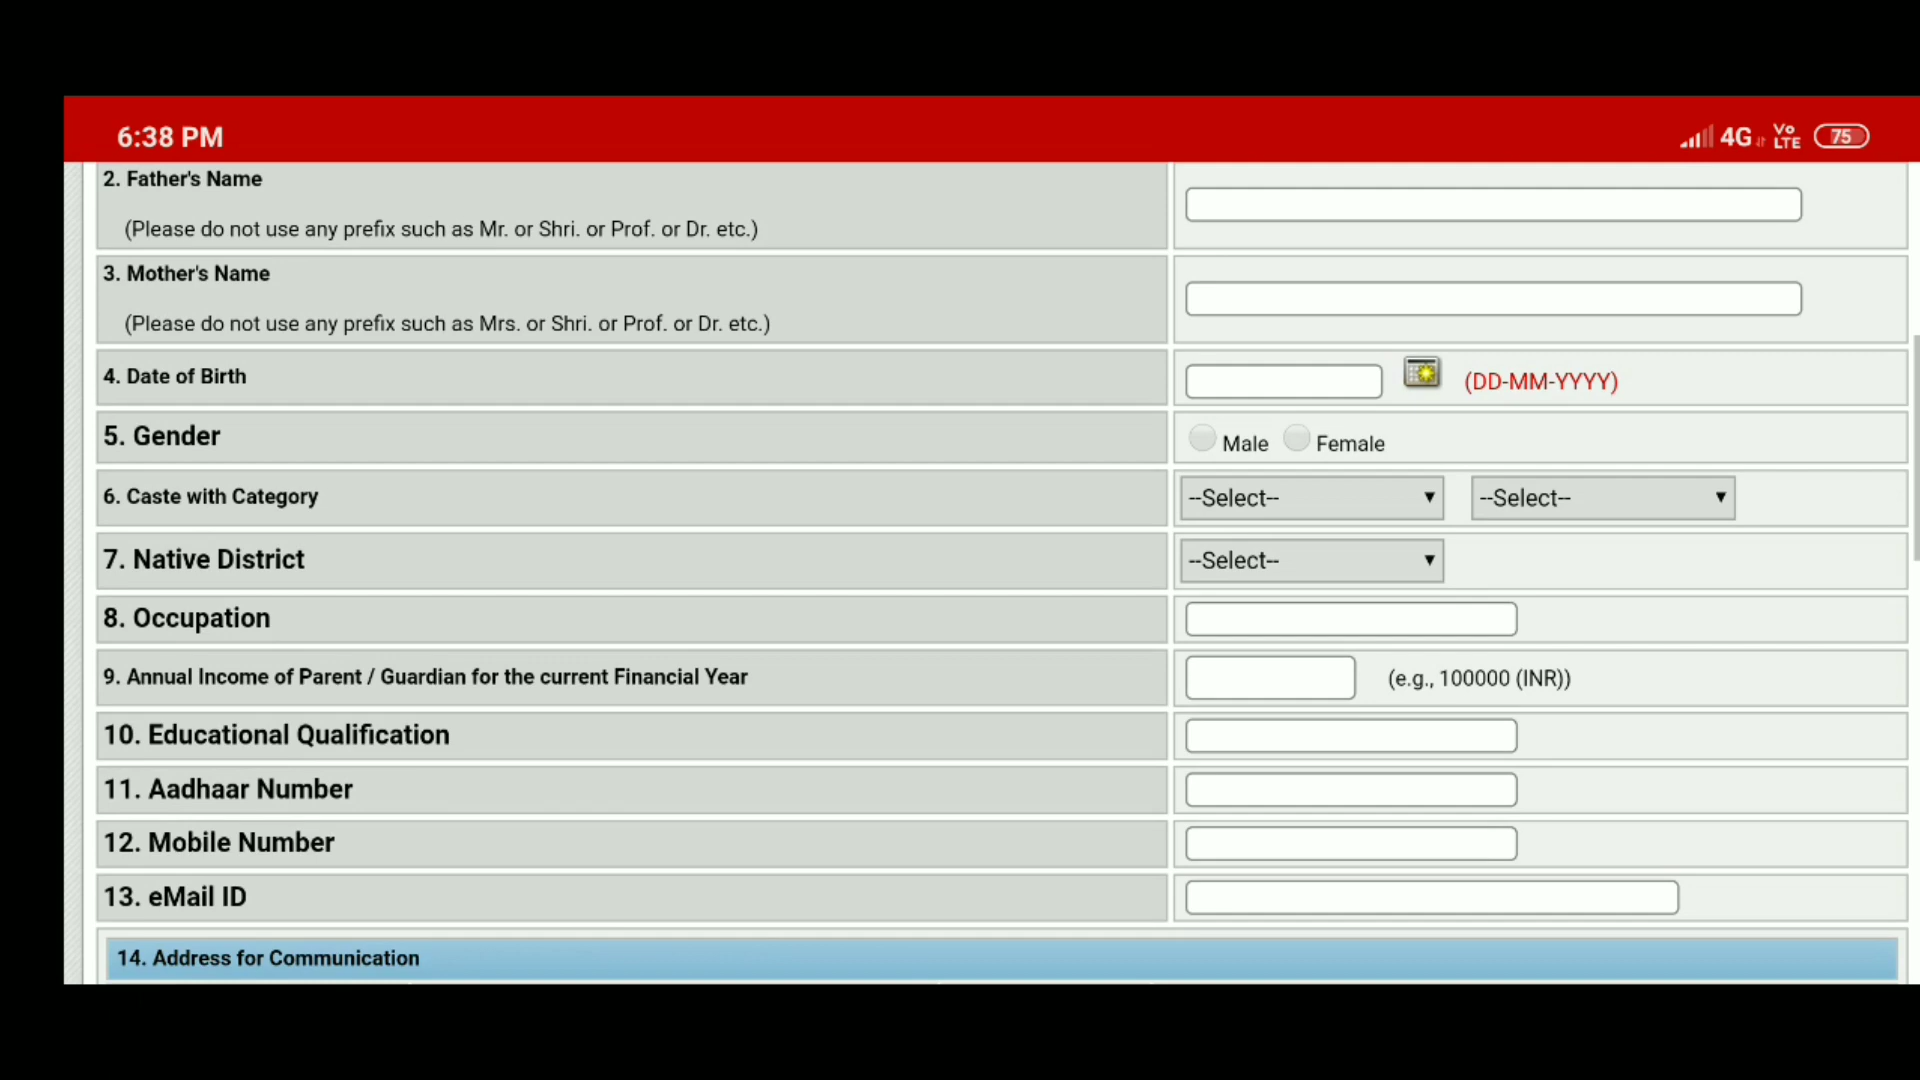 6:38 PM
4G Vo LTE 75
2. Father's Name
(Please do not use any prefix such as Mr. or Shri. or Prof. or Dr. etc.)
3. Mother's Name
(Please do not use any prefix such as Mrs. or Shri. or Prof. or Dr. etc.)
4. Date of Birth
(DD-MM-YYYY)
5. Gender
Male Female
6. Caste with Category
--Select-- --Select--
7. Native District
--Select--
8. Occupation
9. Annual Income of Parent / Guardian for the current Financial Year
(e.g., 100000 (INR))
10. Educational Qualification
11. Aadhaar Number
12. Mobile Number
13. eMail ID
14. Address for Communication